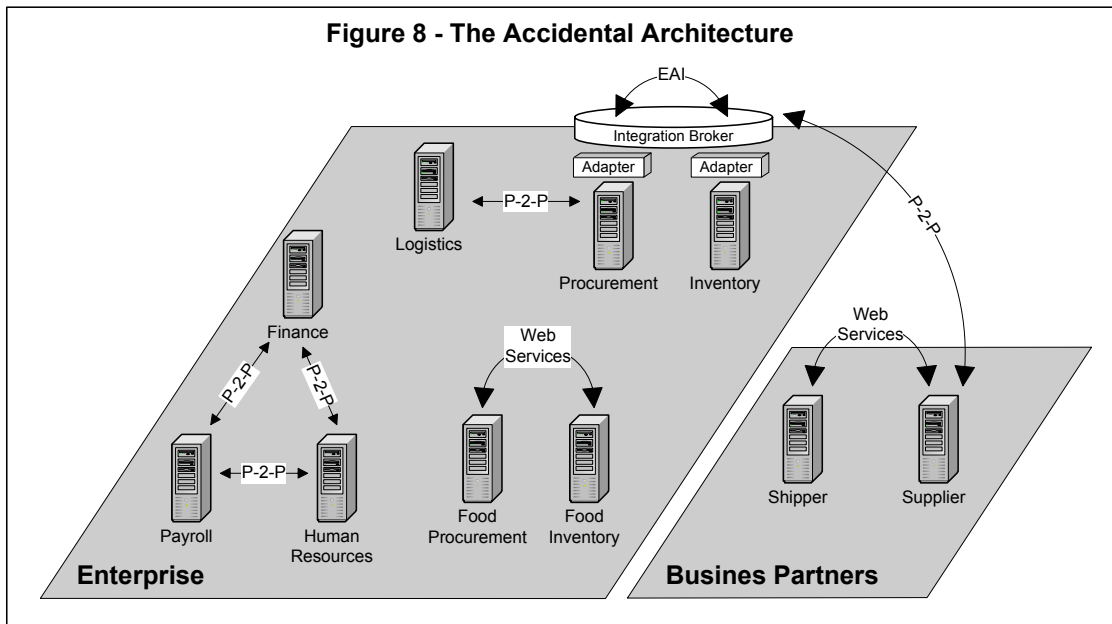 Figure 8 - The Accidental Architecture
EAI
Integration Broker
Adapter
Adapter
P-2-P
Logistics
Procurement
Inventory
P-2-P
Finance
P-2-P
P-2-P
P-2-P
Payroll
Human
Resources
Web
Services
Food
Procurement
Food
Inventory
Enterprise
Web
Services
Shipper
Supplier
Busines Partners